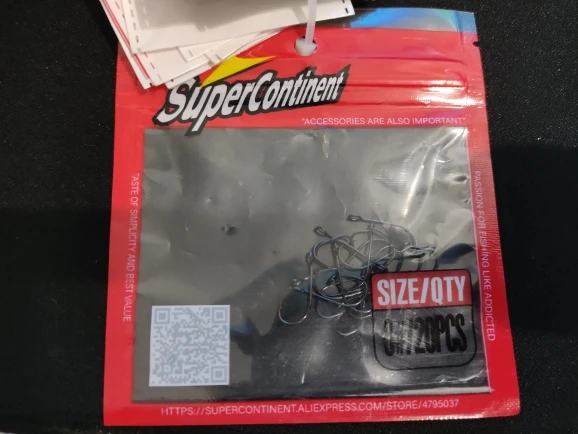 SuperContinent
"ACCESSORIES ARE ALSO IMPORTANT"
TASTE OF SIMPLICITY AND BEST VALUE
PASSION FOR FISHING LIKE ADDICTED
SIZE/QTY
HTTPS://SUPERCONTINENT.ALIEXPRESS.COM/STORE/4795037